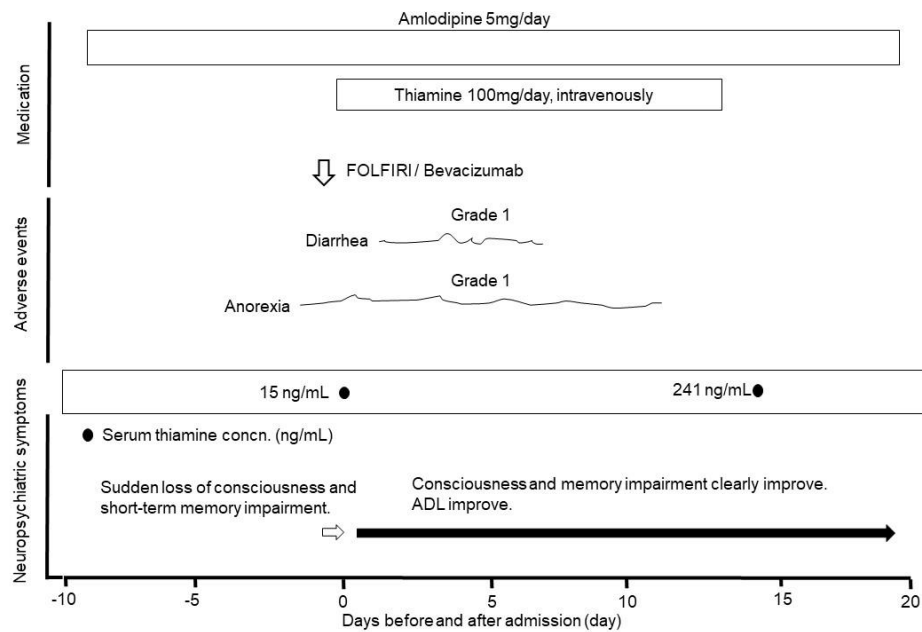 Amlodipine 5mg/day
Medication
Thiamine 100mg/day, intravenously
FOLFIRI / Bevacizumab
Adverse events
Grade 1
Diarrhea
Grade 1
Anorexia
Neuropsychiatric symptoms
15 ng/mL
241 ng/mL
Serum thiamine concn. (ng/mL)
Sudden loss of consciousness and
short-term memory impairment.
Consciousness and memory impairment clearly improve.
ADL improve.
-10 -5 0 5 10 15 20
Days before and after admission (day)